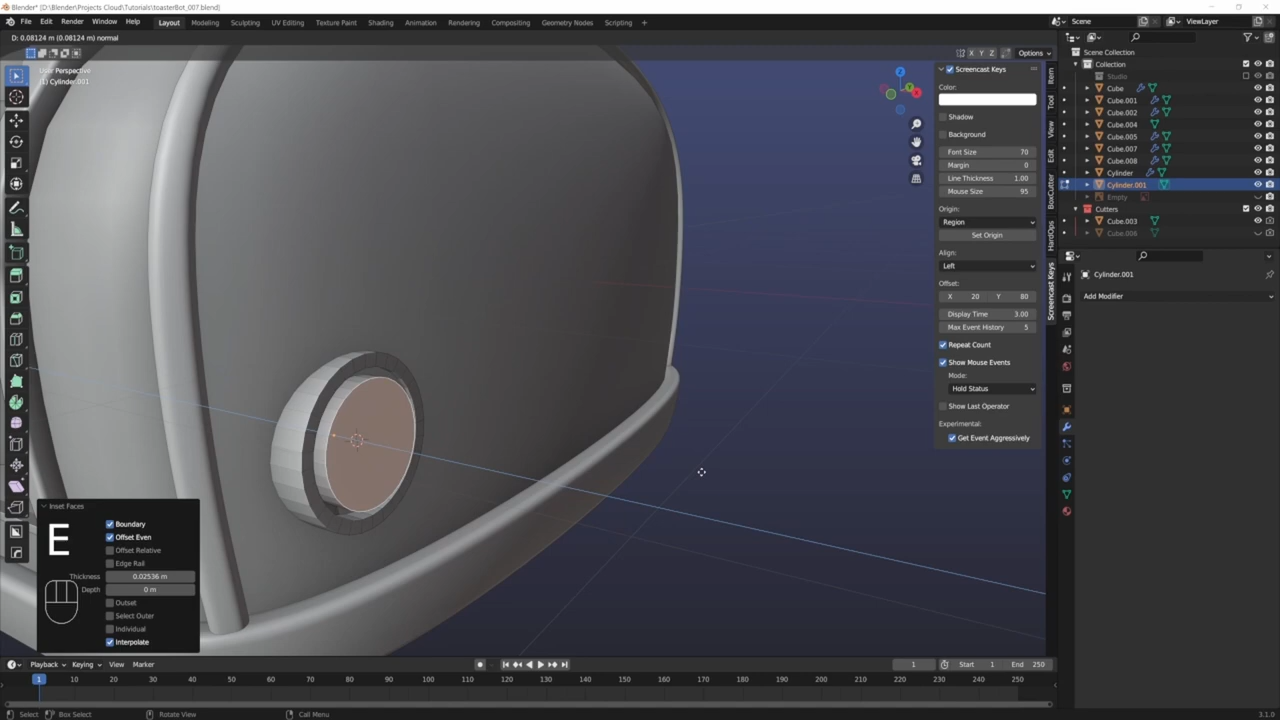 Blender* [D:\Blender\Projects Cloud\Tutorials\toasterBot_007.blend]
File Edit Render Window Help Layout Modeling Sculpting UV Editing Texture Paint Shading Animation Rendering Compositing Geometry Nodes Scripting + Scene ViewLayer
D: 0.08124 m (0.08124 m) normal
X Y Z Options
User Perspective
(1) Cylinder.001
Z
Screencast Keys
Color:
Shadow
Background
Font Size 70
Margin 0
Line Thickness 1.00
Mouse Size 95
Origin:
Region
Set Origin
Align:
Left
Offset:
X 20 Y 80
Display Time 3.00
Max Event History 5
Repeat Count
Show Mouse Events
Mode:
Hold Status
Show Last Operator
Experimental:
Get Event Aggressively
Item
Tool
View
Edit
BoxCutter
HardOps
Screencast Keys
Scene Collection
Collection
Studio
Cube
Cube.001
Cube.002
Cube.004
Cube.005
Cube.007
Cube.008
Cylinder
Cylinder.001
Empty
Cutters
Cube.003
Cube.006
Cylinder.001
Add Modifier
Inset Faces
E
Boundary
Offset Even
Offset Relative
Edge Rail
Thickness 0.02536 m
Depth 0 m
Outset
Select Outer
Individual
Interpolate
Playback Keying View Marker 1 Start 1 End 250
1 10 20 30 40 50 60 70 80 90 100 110 120 130 140 150 160 170 180 190 200 210 220 230 240 250
Select Box Select Rotate View Call Menu 3.1.0